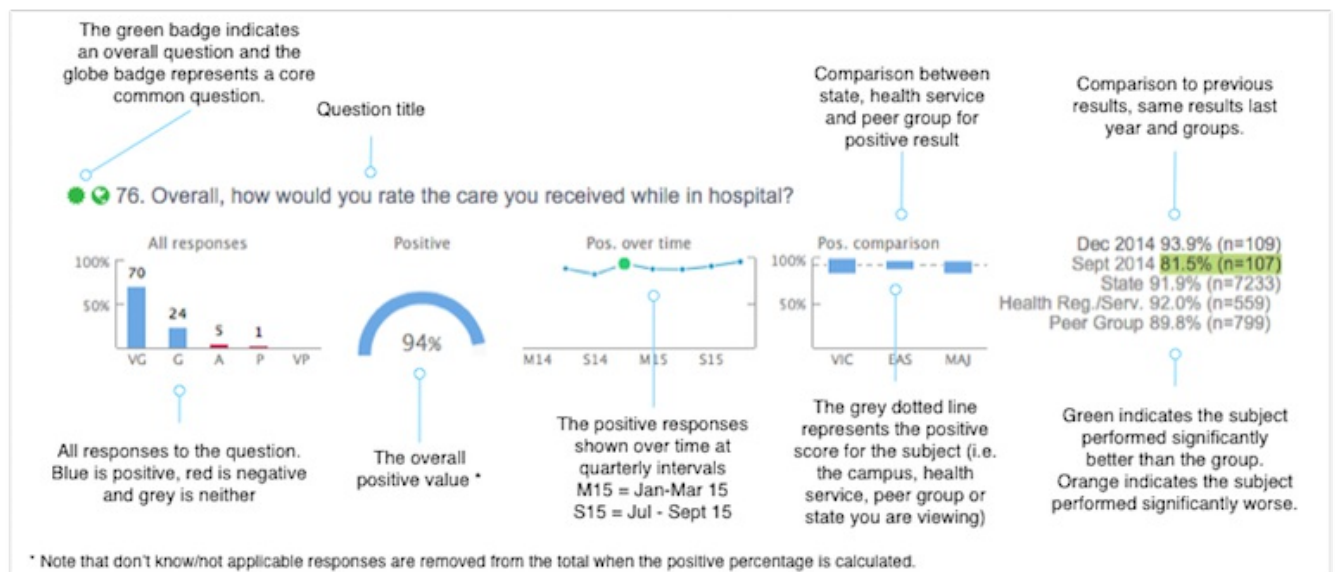 The green badge indicates
an overall question and the
globe badge represents a core
common question.
Question title
Comparison between
state, health service
and peer group for
positive result
Comparison to previous
results, same results last
year and groups.
76. Overall, how would you rate the care you received while in hospital?
All responses
100%
50%
70
24
5
1
VG G A P VP
Positive
94%
Pos. over time
M14 S14 M15 S15
Pos. comparison
100%
50%
VIC EAS MAJ
Dec 2014 93.9% (n=109)
Sept 2014 81.5% (n=107)
State 91.9% (n=7233)
Health Reg./Serv. 92.0% (n=559)
Peer Group 89.8% (n=799)
All responses to the question.
Blue is positive, red is negative
and grey is neither
The overall
positive value *
The positive responses
shown over time at
quarterly intervals
M15 = Jan-Mar 15
S15 = Jul - Sept 15
The grey dotted line
represents the positive
score for the subject (i.e.
the campus, health
service, peer group or
state you are viewing)
Green indicates the subject
performed significantly
better than the group.
Orange indicates the subject
performed significantly worse.
* Note that don't know/not applicable responses are removed from the total when the positive percentage is calculated.